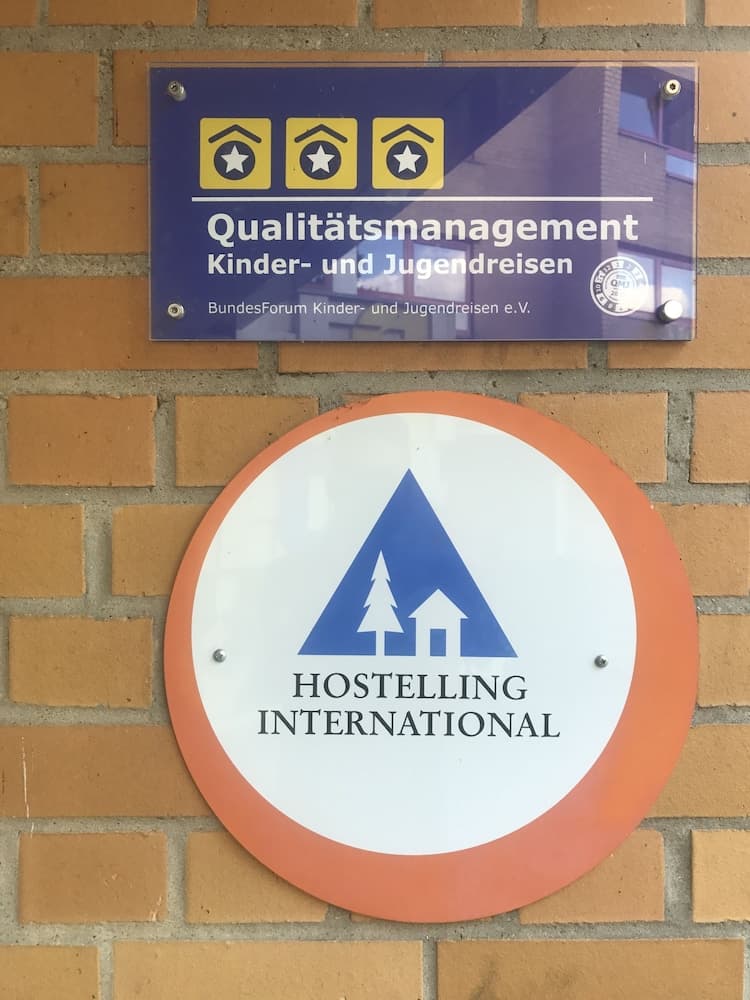 Qualitätsmanagement
Kinder- und Jugendreisen
BundesForum Kinder- und Jugendreisen e.V.
HOSTELLING
INTERNATIONAL